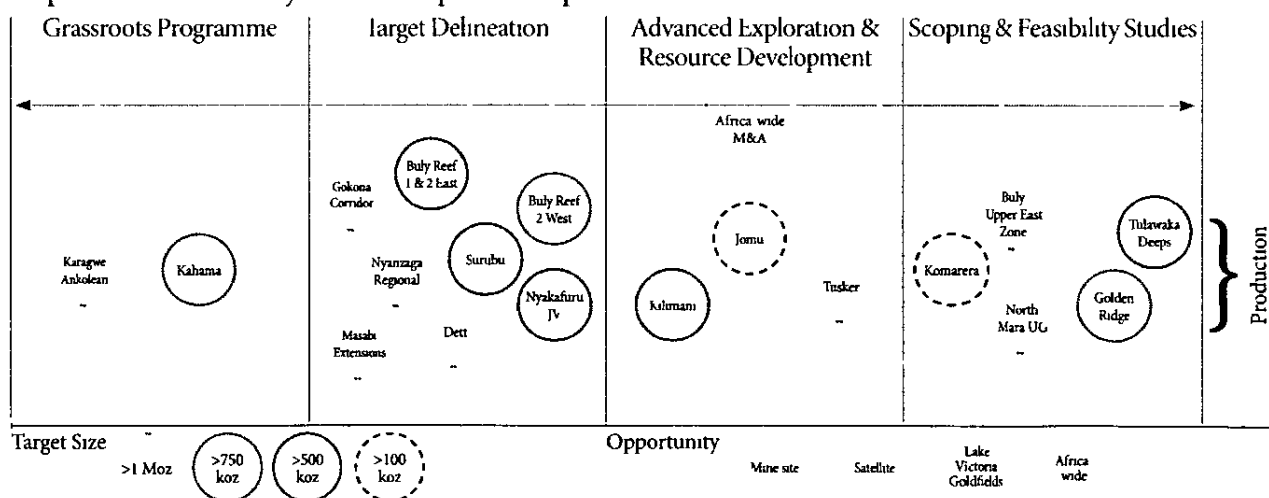 Grassroots Programme
Target Delineation
Advanced Exploration &
Resource Development
Scoping & Feasibility Studies
Africa wide
M&A
Gokona
Corridor
Buly Reef
1 & 2 East
Buly Reef
2 West
Jomu
Buly
Upper East
Zone
Tulawaka
Deeps
Karagwe
Ankolean
Kahama
Nyanzaga
Regional
Surubu
Nyakafuru
JV
Kilimani
Tusker
Komarera
North
Mara UG
Golden
Ridge
Production
Masabi
Extensions
Dett
Target Size
>1 Moz
>750
koz
>500
koz
>100
koz
Opportunity
Mine site
Satellite
Lake
Victoria
Goldfields
Africa
wide